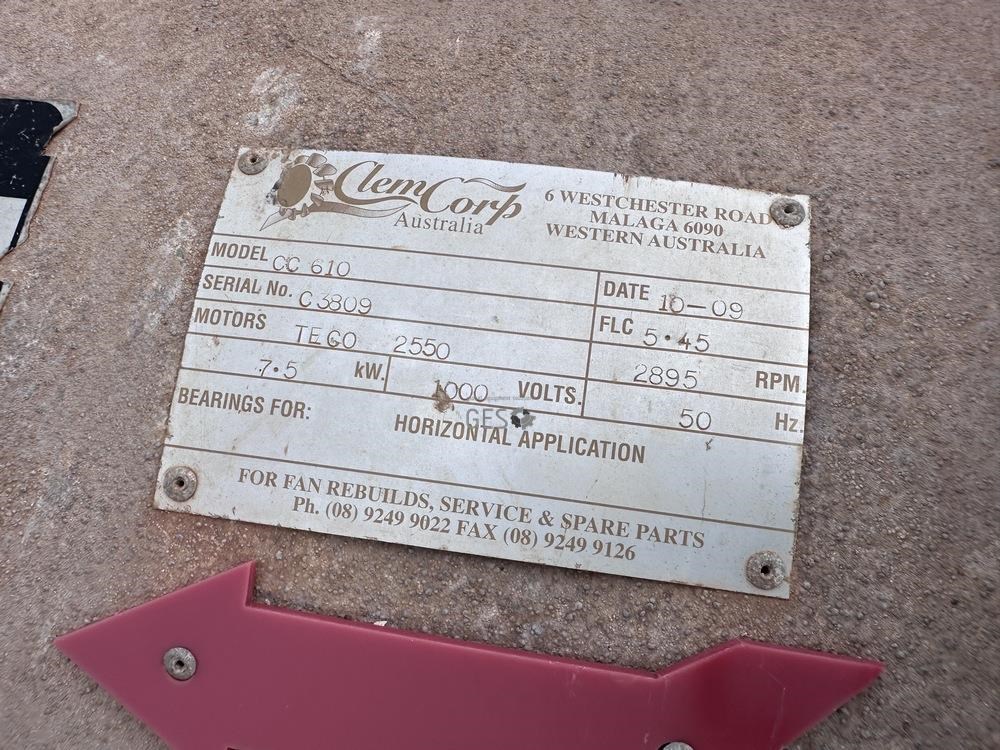 ClemCorp
Australia
6 WESTCHESTER ROAD
MALAGA 6090
WESTERN AUSTRALIA
MODEL CC 610
SERIAL No. C3809
DATE 10-09
MOTORS TECO 2550
FLC 5.45
7.5 kW. 1000 VOLTS.
2895 RPM.
50 Hz.
BEARINGS FOR:
HORIZONTAL APPLICATION
GES
FOR FAN REBUILDS, SERVICE & SPARE PARTS
Ph. (08) 9249 9022 FAX (08) 9249 9126